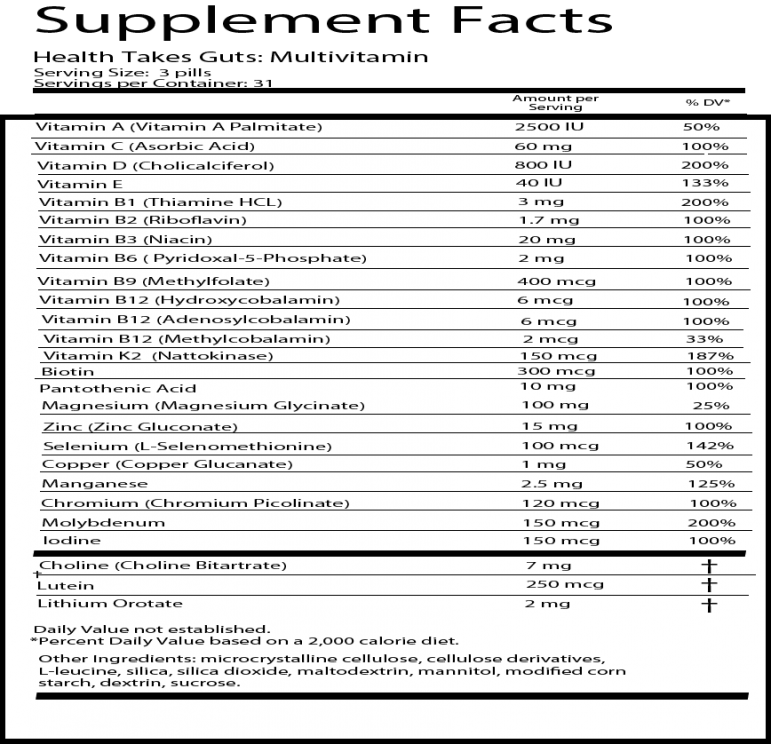 Supplement Facts
Health Takes Guts: Multivitamin
Serving Size: 3 pills
Servings per Container: 31
Amount per Serving % DV*
Vitamin A (Vitamin A Palmitate) 2500 IU 50%
Vitamin C (Asorbic Acid) 60 mg 100%
Vitamin D (Cholicalciferol) 800 IU 200%
Vitamin E 40 IU 133%
Vitamin B1 (Thiamine HCL) 3 mg 200%
Vitamin B2 (Riboflavin) 1.7 mg 100%
Vitamin B3 (Niacin) 20 mg 100%
Vitamin B6 ( Pyridoxal-5-Phosphate) 2 mg 100%
Vitamin B9 (Methylfolate) 400 mcg 100%
Vitamin B12 (Hydroxycobalamin) 6 mcg 100%
Vitamin B12 (Adenosylcobalamin) 6 mcg 100%
Vitamin B12 (Methylcobalamin) 2 mcg 33%
Vitamin K2 (Nattokinase) 150 mcg 187%
Biotin 300 mcg 100%
Pantothenic Acid 10 mg 100%
Magnesium (Magnesium Glycinate) 100 mg 25%
Zinc (Zinc Gluconate) 15 mg 100%
Selenium (L-Selenomethionine) 100 mcg 142%
Copper (Copper Glucanate) 1 mg 50%
Manganese 2.5 mg 125%
Chromium (Chromium Picolinate) 120 mcg 100%
Molybdenum 150 mcg 200%
Iodine 150 mcg 100%
Choline (Choline Bitartrate) 7 mg †
†
Lutein 250 mcg †
Lithium Orotate 2 mg †
Daily Value not established.
*Percent Daily Value based on a 2,000 calorie diet.
Other Ingredients: microcrystalline cellulose, cellulose derivatives,
L-leucine, silica, silica dioxide, maltodextrin, mannitol, modified corn
starch, dextrin, sucrose.